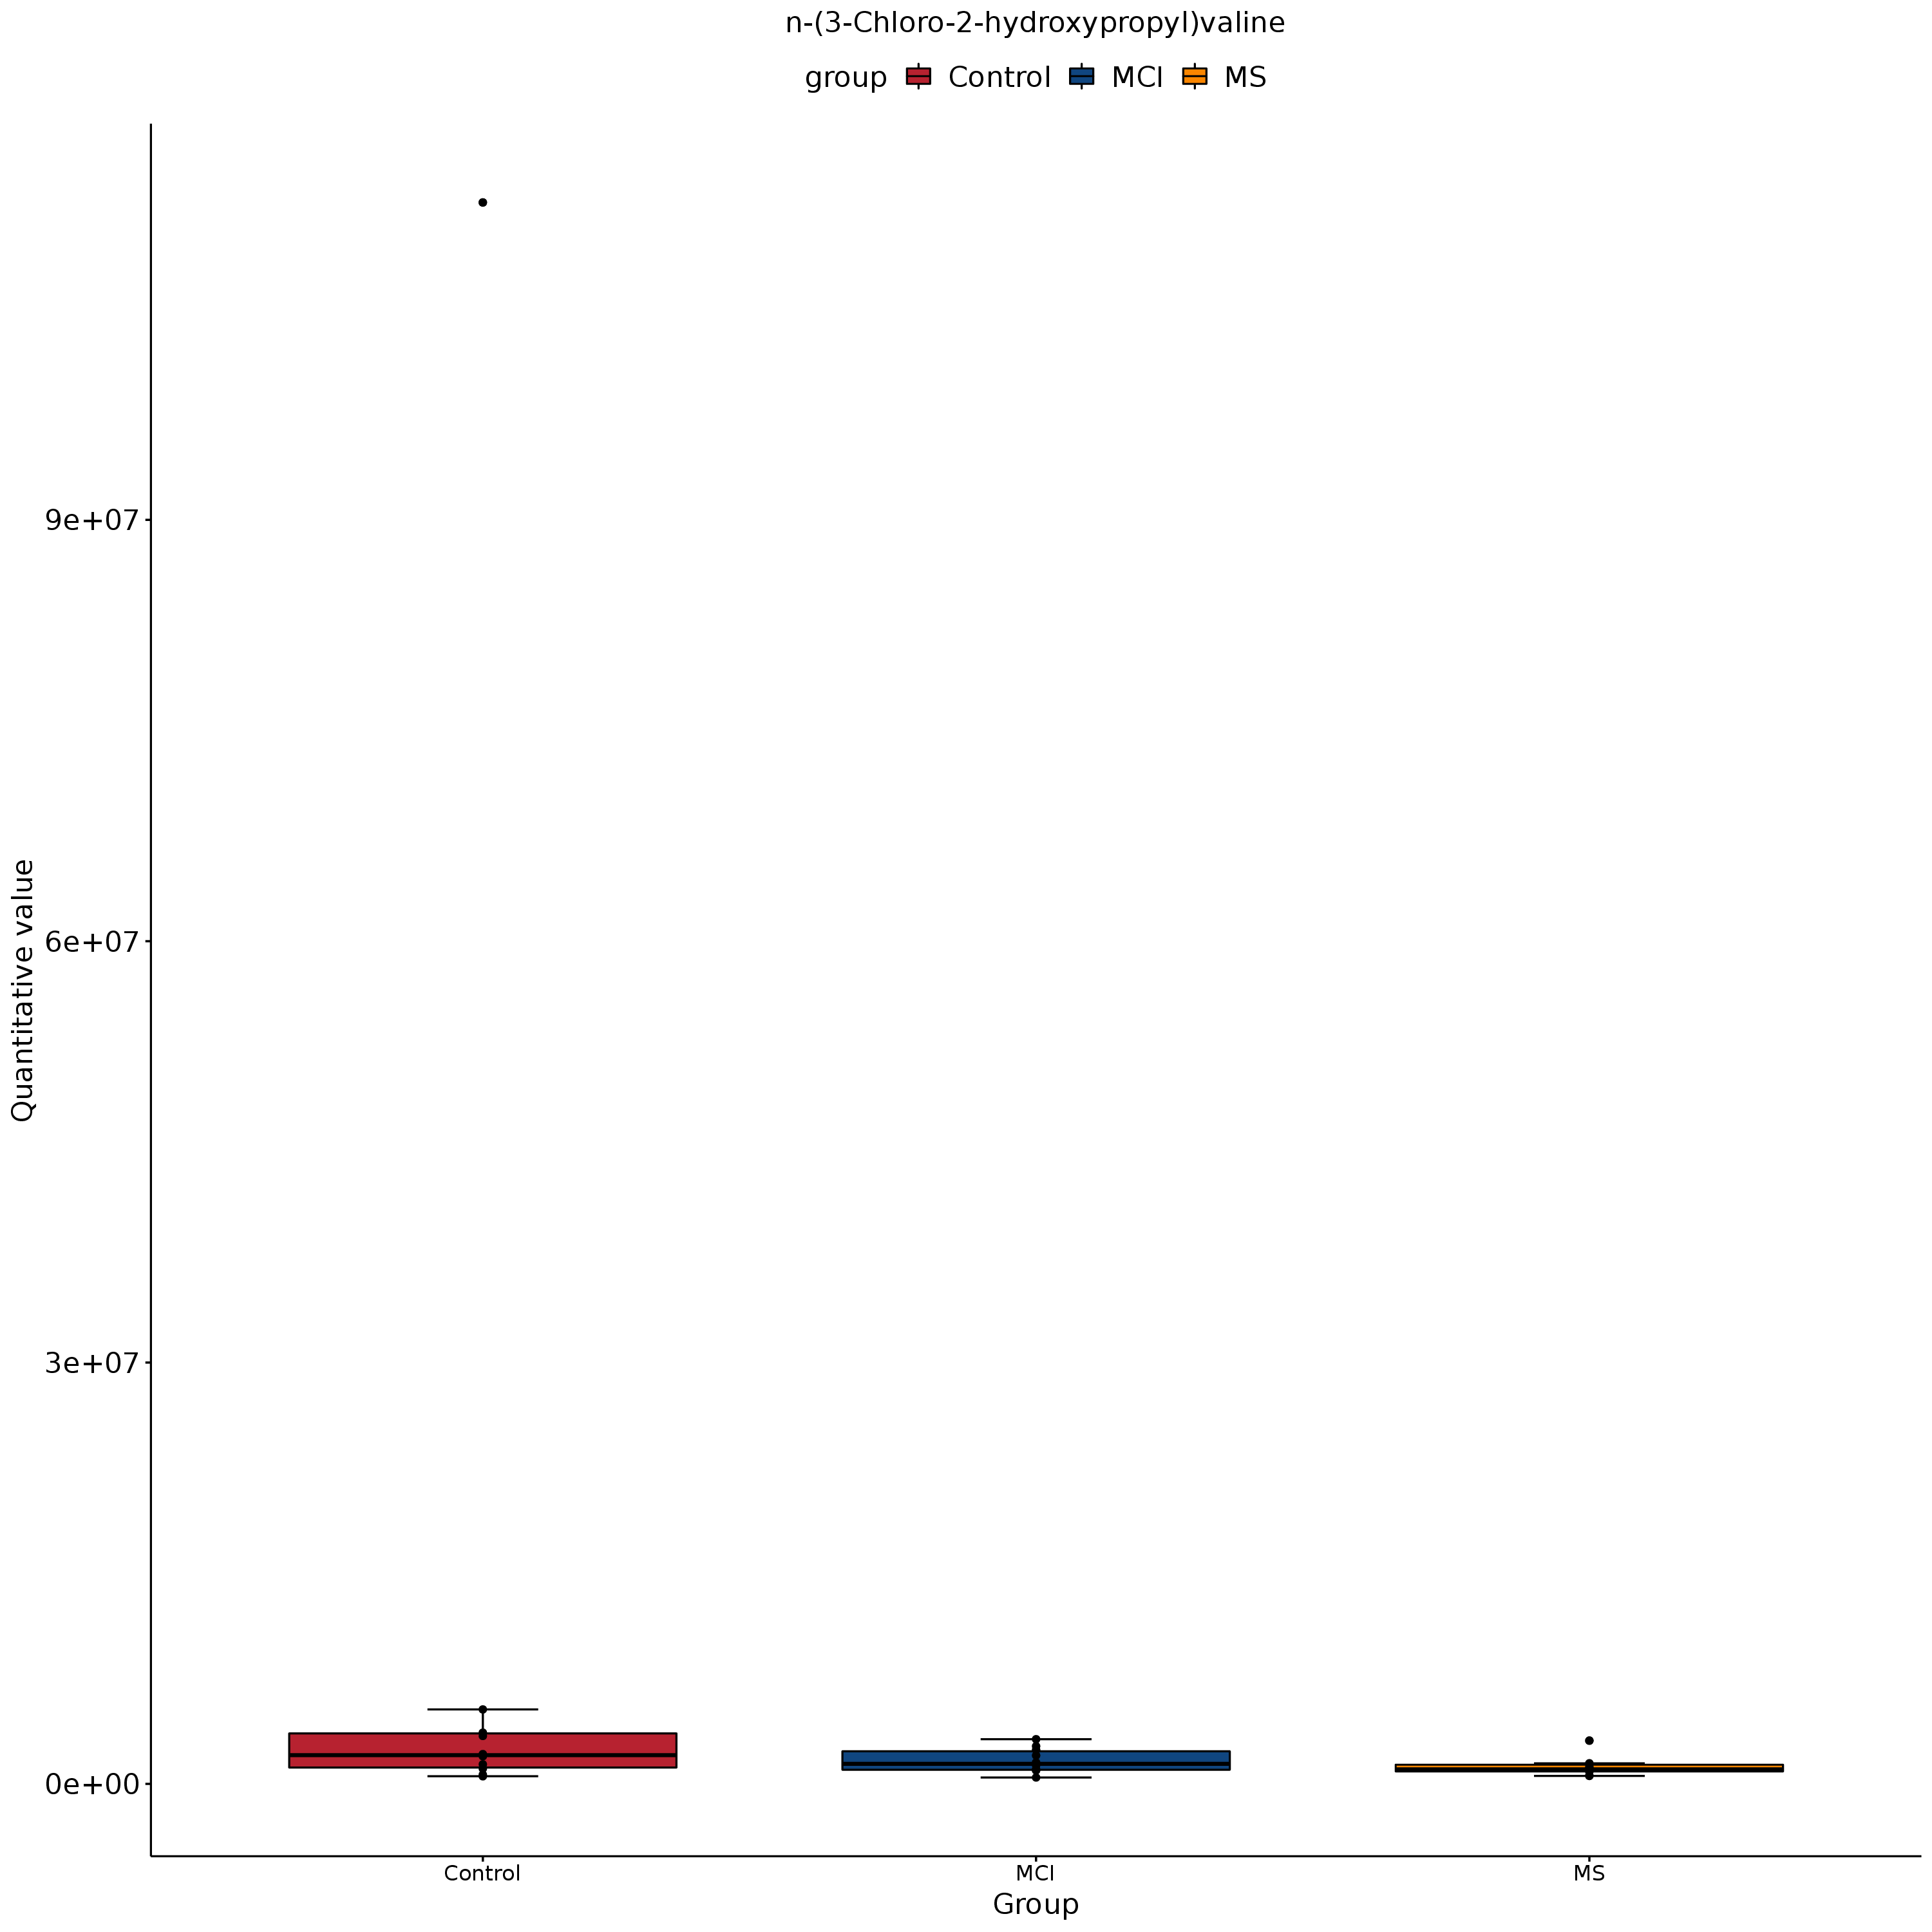 n-(3-Chloro-2-hydroxypropyl)valine
group Control MCI MS
9e+07
6e+07
3e+07
0e+00
Quantitative value
Control MCI MS
Group